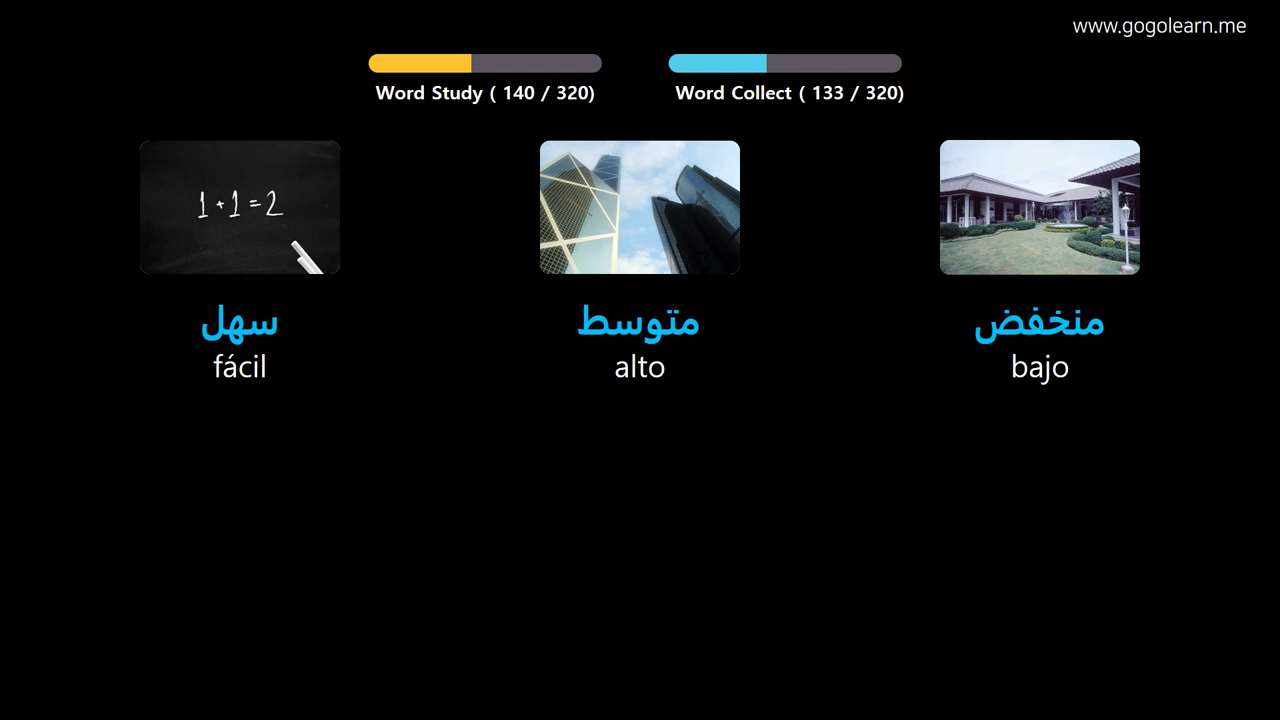 www.gogolearn.me
Word Study ( 140 / 320)
Word Collect ( 133 / 320)
1 + 1 = 2
سهل
fácil
متوسط
alto
منخفض
bajo